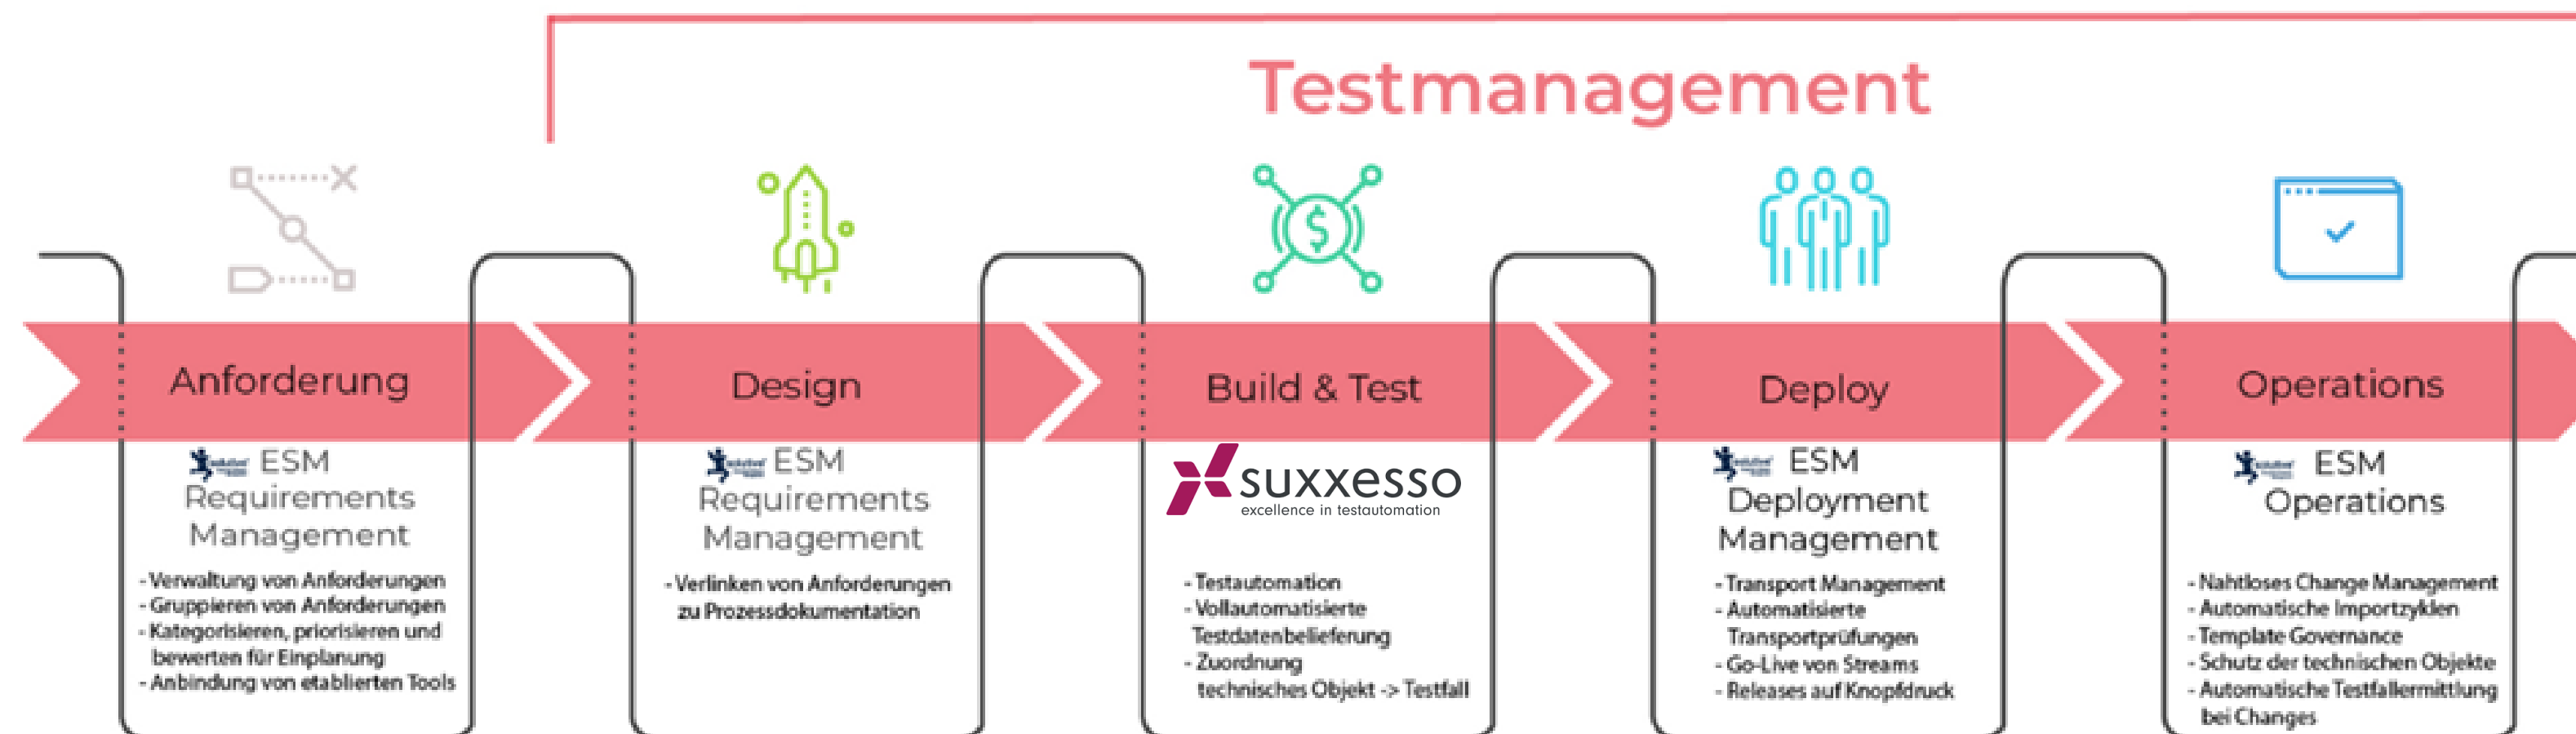 Testmanagement
Anforderung
ESM
Requirements
Management
- Verwaltung von Anforderungen
- Gruppieren von Anforderungen
- Kategorisieren, priorisieren und
bewerten für Einplanung
- Anbindung von etablierten Tools
Design
ESM
Requirements
Management
- Verlinken von Anforderungen
zu Prozessdokumentation
Build & Test
suxxesso
excellence in testautomation
- Testautomation
- Vollautomatisierte
Testdatenbelieferung
- Zuordnung
technisches Objekt -> Testfall
Deploy
ESM
Deployment
Management
- Transport Management
- Automatisierte
Transportprüfungen
- Go-Live von Streams
- Releases auf Knopfdruck
Operations
ESM
Operations
- Nahtloses Change Management
- Automatische Importzyklen
- Template Governance
- Schutz der technischen Objekte
- Automatische Testfallermittlung
bei Changes